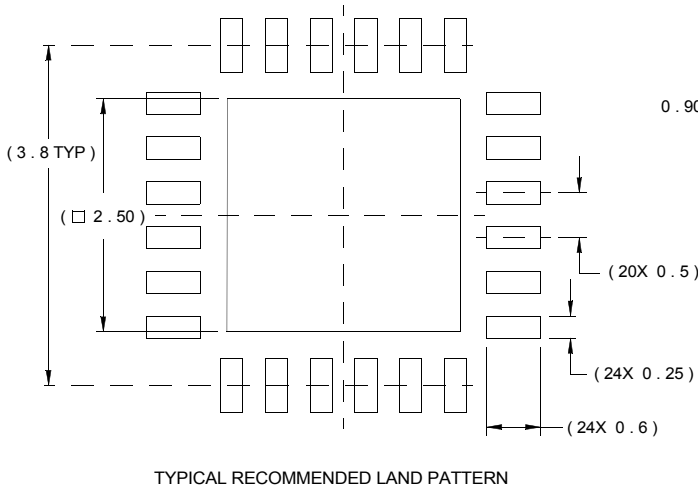 0.90
( 3 . 8 TYP )
( □ 2 . 50 )
( 20X 0 . 5 )
( 24X 0 . 25 )
( 24X 0 . 6 )
TYPICAL RECOMMENDED LAND PATTERN